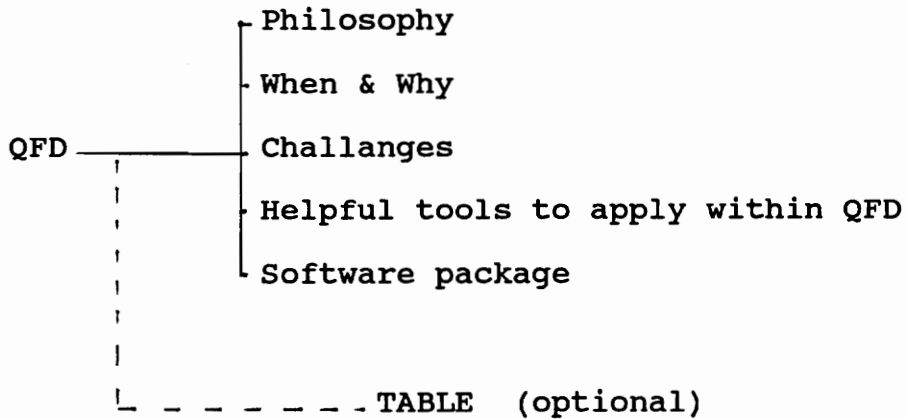 Philosophy
When & Why
QFD Challanges
Helpful tools to apply within QFD
Software package
TABLE (optional)